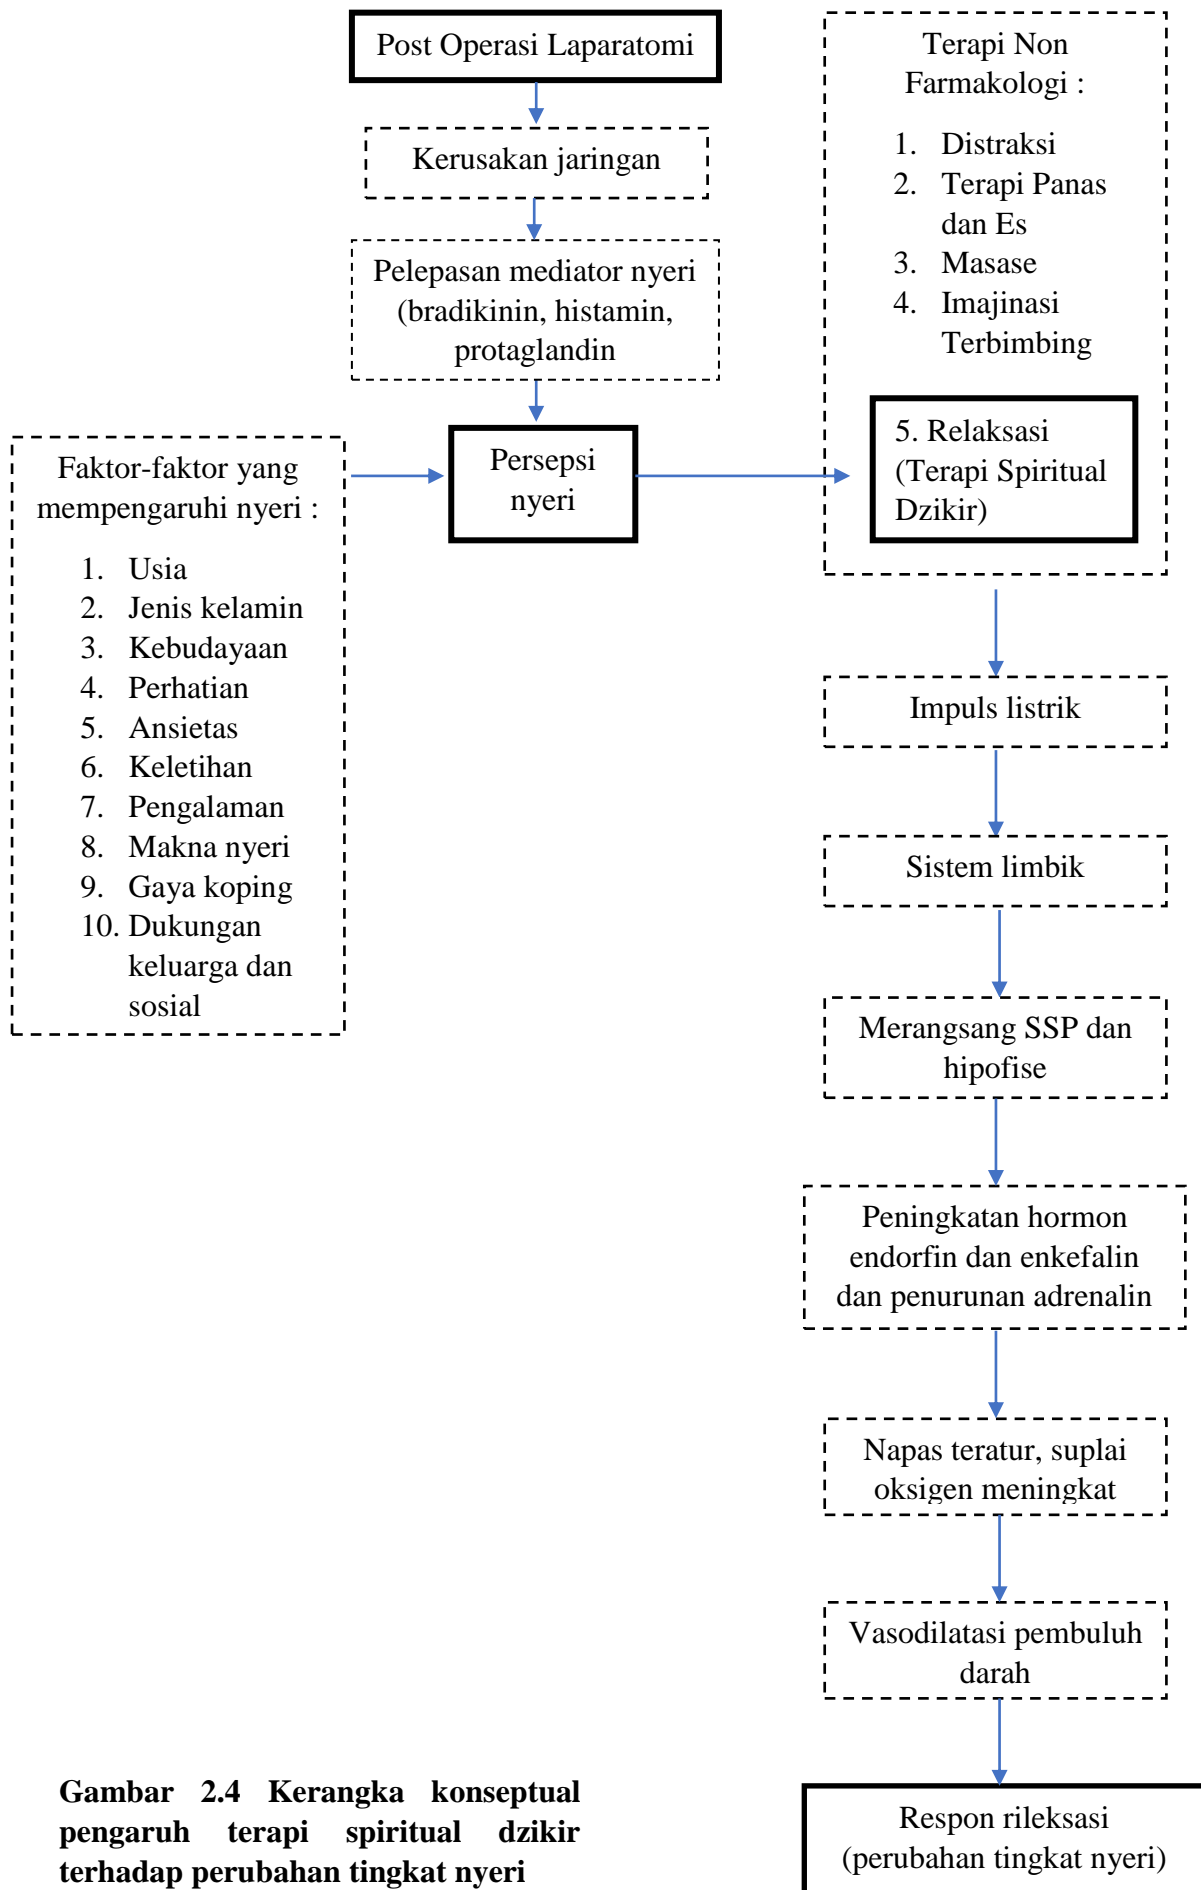 Post Operasi Laparatomi
Kerusakan jaringan
Pelepasan mediator nyeri
(bradikinin, histamin,
protaglandin
Persepsi
nyeri
Faktor-faktor yang
mempengaruhi nyeri :
1. Usia
2. Jenis kelamin
3. Kebudayaan
4. Perhatian
5. Ansietas
6. Keletihan
7. Pengalaman
8. Makna nyeri
9. Gaya koping
10. Dukungan
keluarga dan
sosial
Terapi Non
Farmakologi :
1. Distraksi
2. Terapi Panas
dan Es
3. Masase
4. Imajinasi
Terbimbing
5. Relaksasi
(Terapi Spiritual
Dzikir)
Impuls listrik
Sistem limbik
Merangsang SSP dan
hipofise
Peningkatan hormon
endorfin dan enkefalin
dan penurunan adrenalin
Napas teratur, suplai
oksigen meningkat
Vasodilatasi pembuluh
darah
Respon rileksasi
(perubahan tingkat nyeri)
Gambar 2.4 Kerangka konseptual
pengaruh terapi spiritual dzikir
terhadap perubahan tingkat nyeri